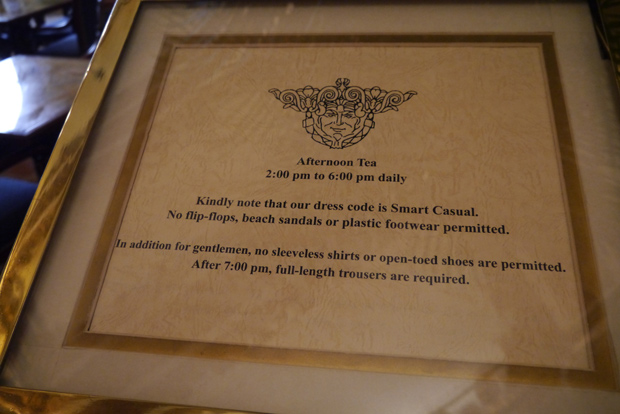 Afternoon Tea
2:00 pm to 6:00 pm daily
Kindly note that our dress code is Smart Casual.
No flip-flops, beach sandals or plastic footwear permitted.
In addition for gentlemen, no sleeveless shirts or open-toed shoes are permitted.
After 7:00 pm, full-length trousers are required.